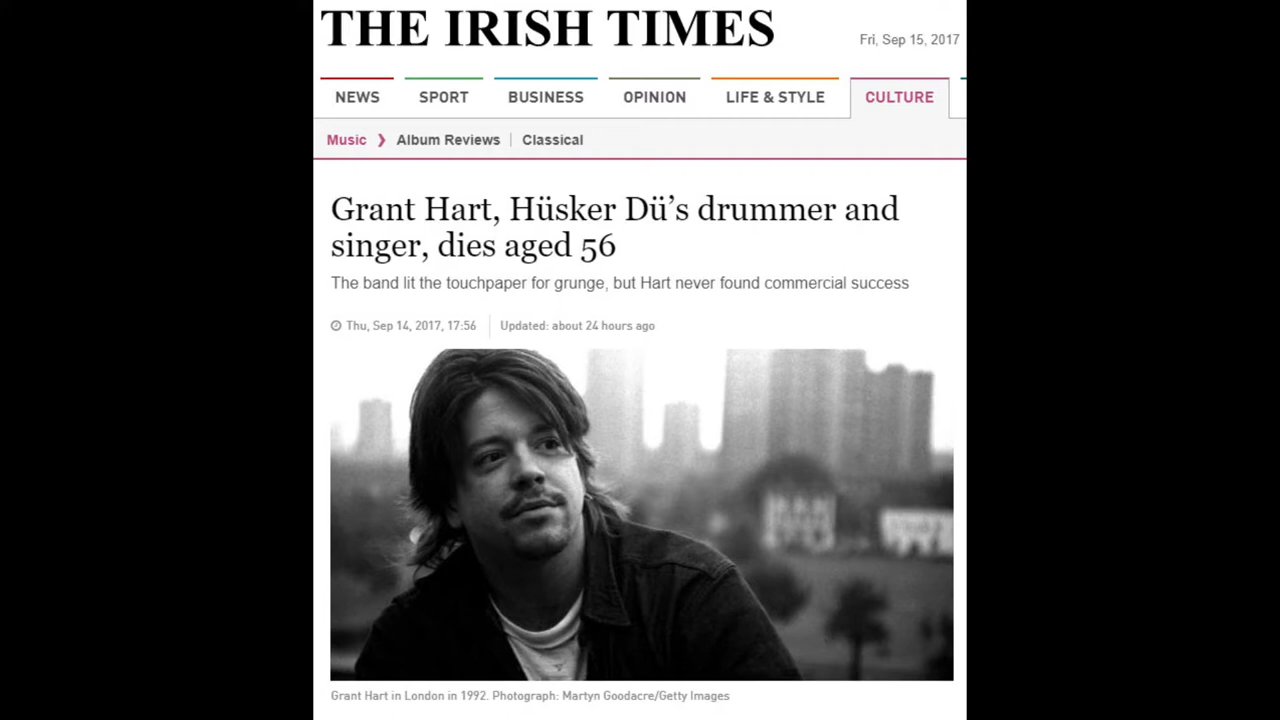 THE IRISH TIMES
Fri, Sep 15, 2017
NEWS SPORT BUSINESS OPINION LIFE & STYLE CULTURE
Music ❯ Album Reviews | Classical
Grant Hart, Hüsker Dü’s drummer and
singer, dies aged 56
The band lit the touchpaper for grunge, but Hart never found commercial success
Thu, Sep 14, 2017, 17:56 Updated: about 24 hours ago
Grant Hart in London in 1992. Photograph: Martyn Goodacre/Getty Images